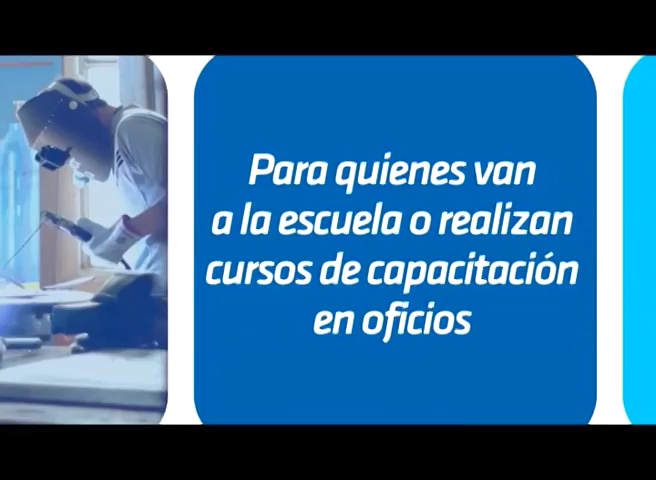 Para quienes van
a la escuela o realizan
cursos de capacitación
en oficios